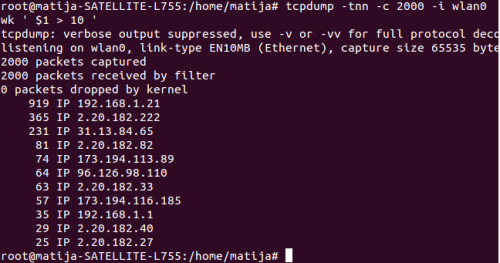 root@matija-SATELLITE-L755:/home/matija# tcpdump -tnn -c 2000 -i wlan0
wk ' $1 > 10 '
tcpdump: verbose output suppressed, use -v or -vv for full protocol deco
listening on wlan0, link-type EN10MB (Ethernet), capture size 65535 byte
2000 packets captured
2000 packets received by filter
0 packets dropped by kernel
919 IP 192.168.1.21
365 IP 2.20.182.222
231 IP 31.13.84.65
81 IP 2.20.182.82
74 IP 173.194.113.89
64 IP 96.126.98.110
63 IP 2.20.182.33
57 IP 173.194.116.185
35 IP 192.168.1.1
29 IP 2.20.182.40
25 IP 2.20.182.27
root@matija-SATELLITE-L755:/home/matija#